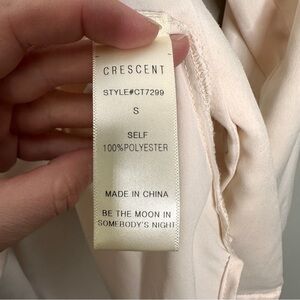 CRESCENT
STYLE#CT7299
S
SELF
100%POLYESTER
MADE IN CHINA
BE THE MOON IN
SOMEBODY'S NIGHT